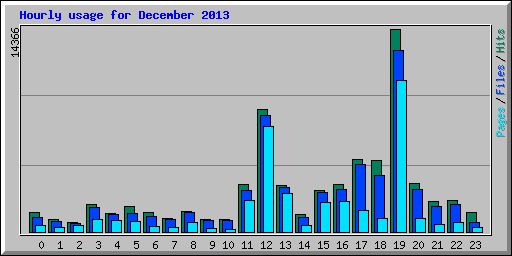 Hourly usage for December 2013
14366
Pages/Files/Hits
0 1 2 3 4 5 6 7 8 9 10 11 12 13 14 15 16 17 18 19 20 21 22 23